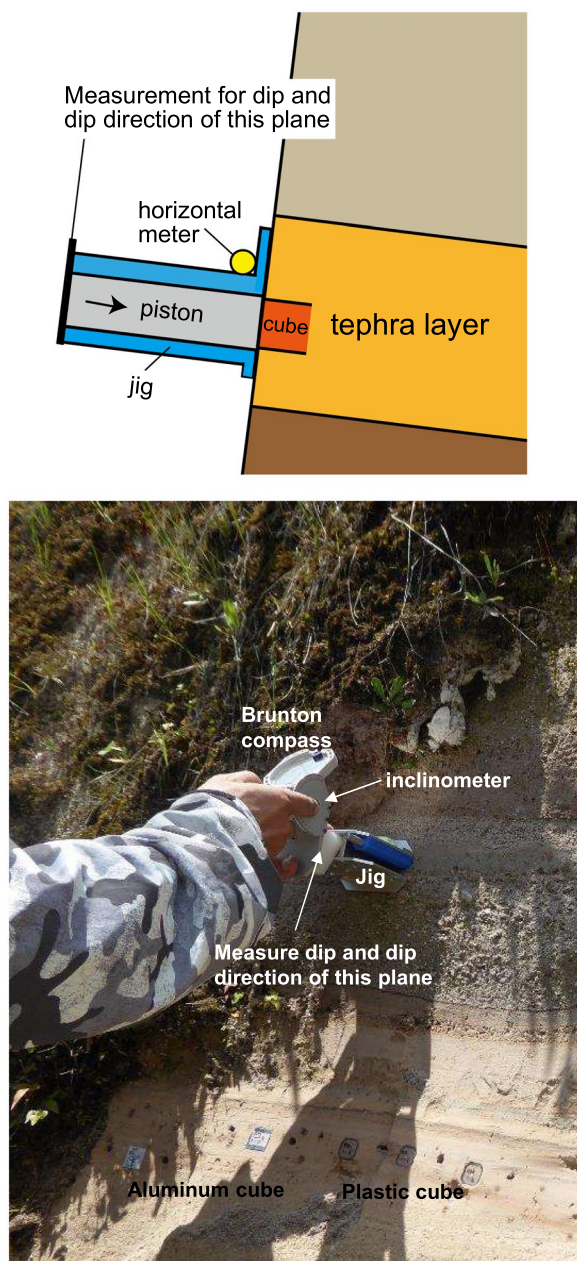 Measurement for dip and
dip direction of this plane
horizontal
meter
piston
cube
tephra layer
jig
Brunton
compass
inclinometer
Jig
Measure dip and dip
direction of this plane
Aluminum cube
Plastic cube